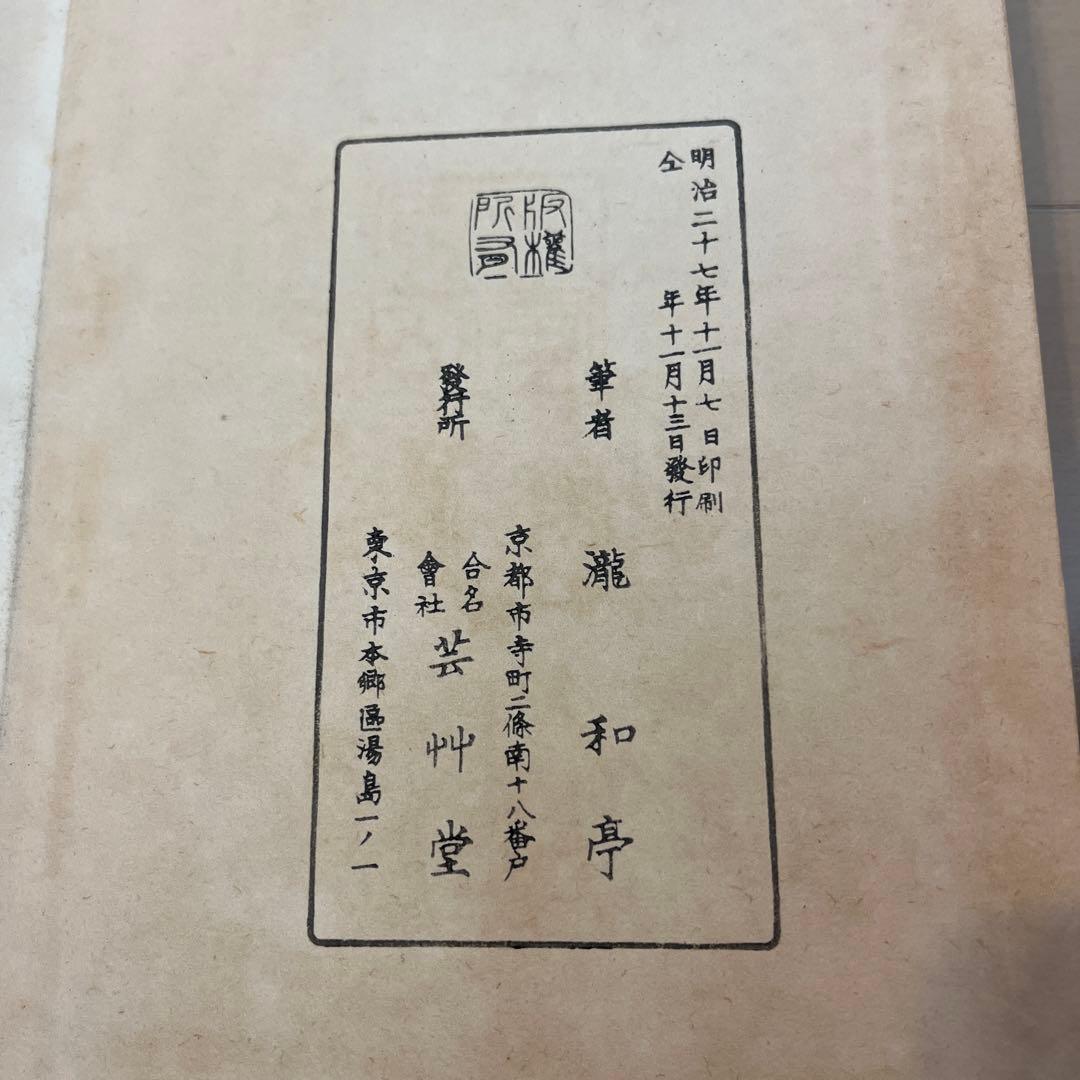 明治二十七年十一月七日印刷
仝年十一月十三日發行
版權所有
筆者 瀧和亭
京都市寺町二條南十八番戸
發行所 合名會社 芸艸堂
東京市本郷區湯島一ノ一